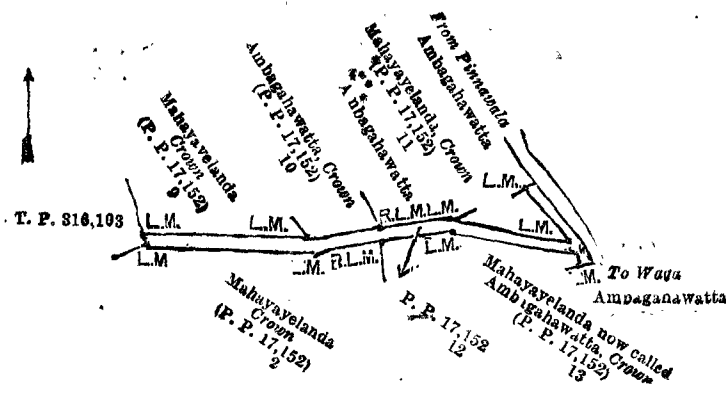 From Pinnawala
Ambagahawatta
Mahayayelanda, Crown
(P. P. 17,152)
11
Ambagahawatta, Crown
(P. P. 17,152)
10
Mahayayelanda
Crown
(P. P. 17,152)
9
T. P. 316,103
L.M.
L.M.
R.L.M.
L.M.
L.M.
L.M.
L.M
L.M.
R.L.M.
L.M.
To Waga
Mahayayelanda
Crown
(P. P. 17,152)
2
P. P. 17,152
12
Mahayayelanda now called
Ambagahawatta, Crown
(P. P. 17,152)
13